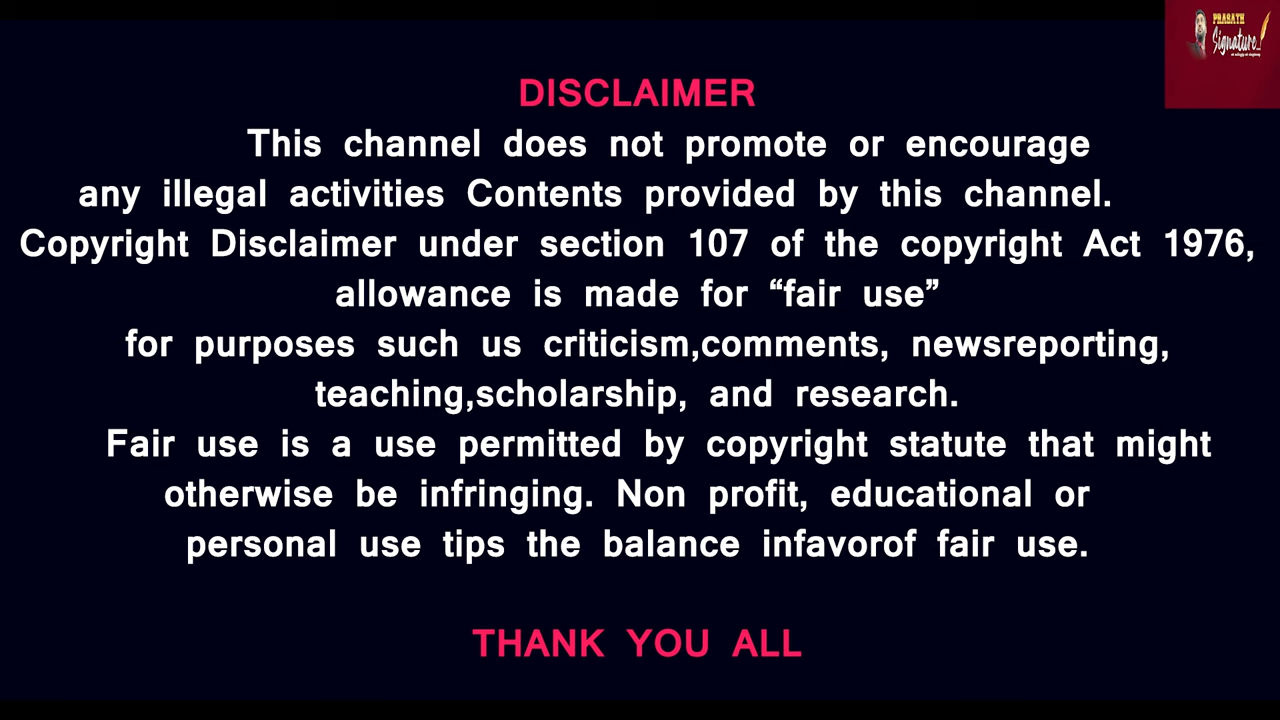 PRASATH
Signature...
DISCLAIMER
This channel does not promote or encourage
any illegal activities Contents provided by this channel.
Copyright Disclaimer under section 107 of the copyright Act 1976,
allowance is made for “fair use”
for purposes such us criticism,comments, newsreporting,
teaching,scholarship, and research.
Fair use is a use permitted by copyright statute that might
otherwise be infringing. Non profit, educational or
personal use tips the balance infavorof fair use.
THANK YOU ALL